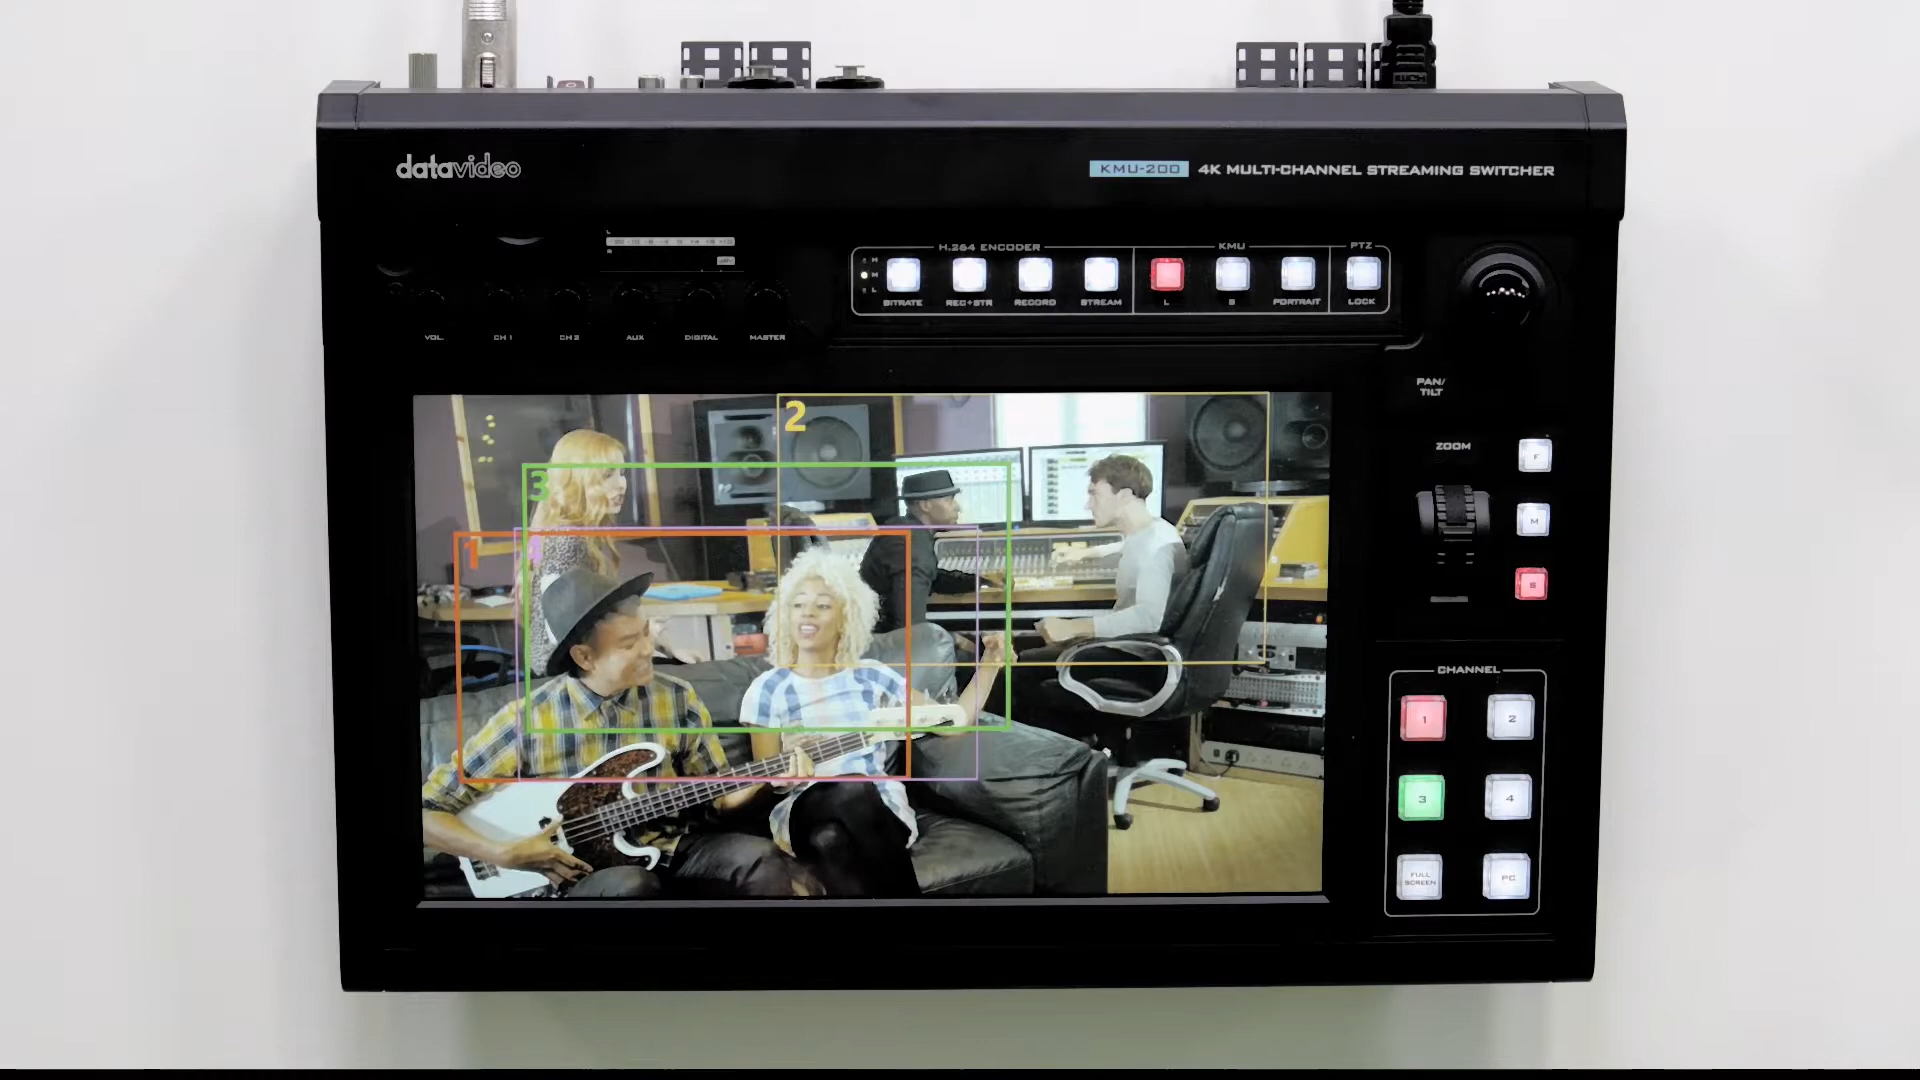 datavideo
KMU-200 4K MULTI-CHANNEL STREAMING SWITCHER
L
R
H.264 ENCODER KMU PTZ
H
M
L
BITRATE REC+STR RECORD STREAM L S PORTRAIT LOCK
VOL. CH 1 CH 2 AUX DIGITAL MASTER
PAN/
TILT
ZOOM
F
M
S
2
3
1
4
CHANNEL
1 2
3 4
FULL
SCREEN
PC